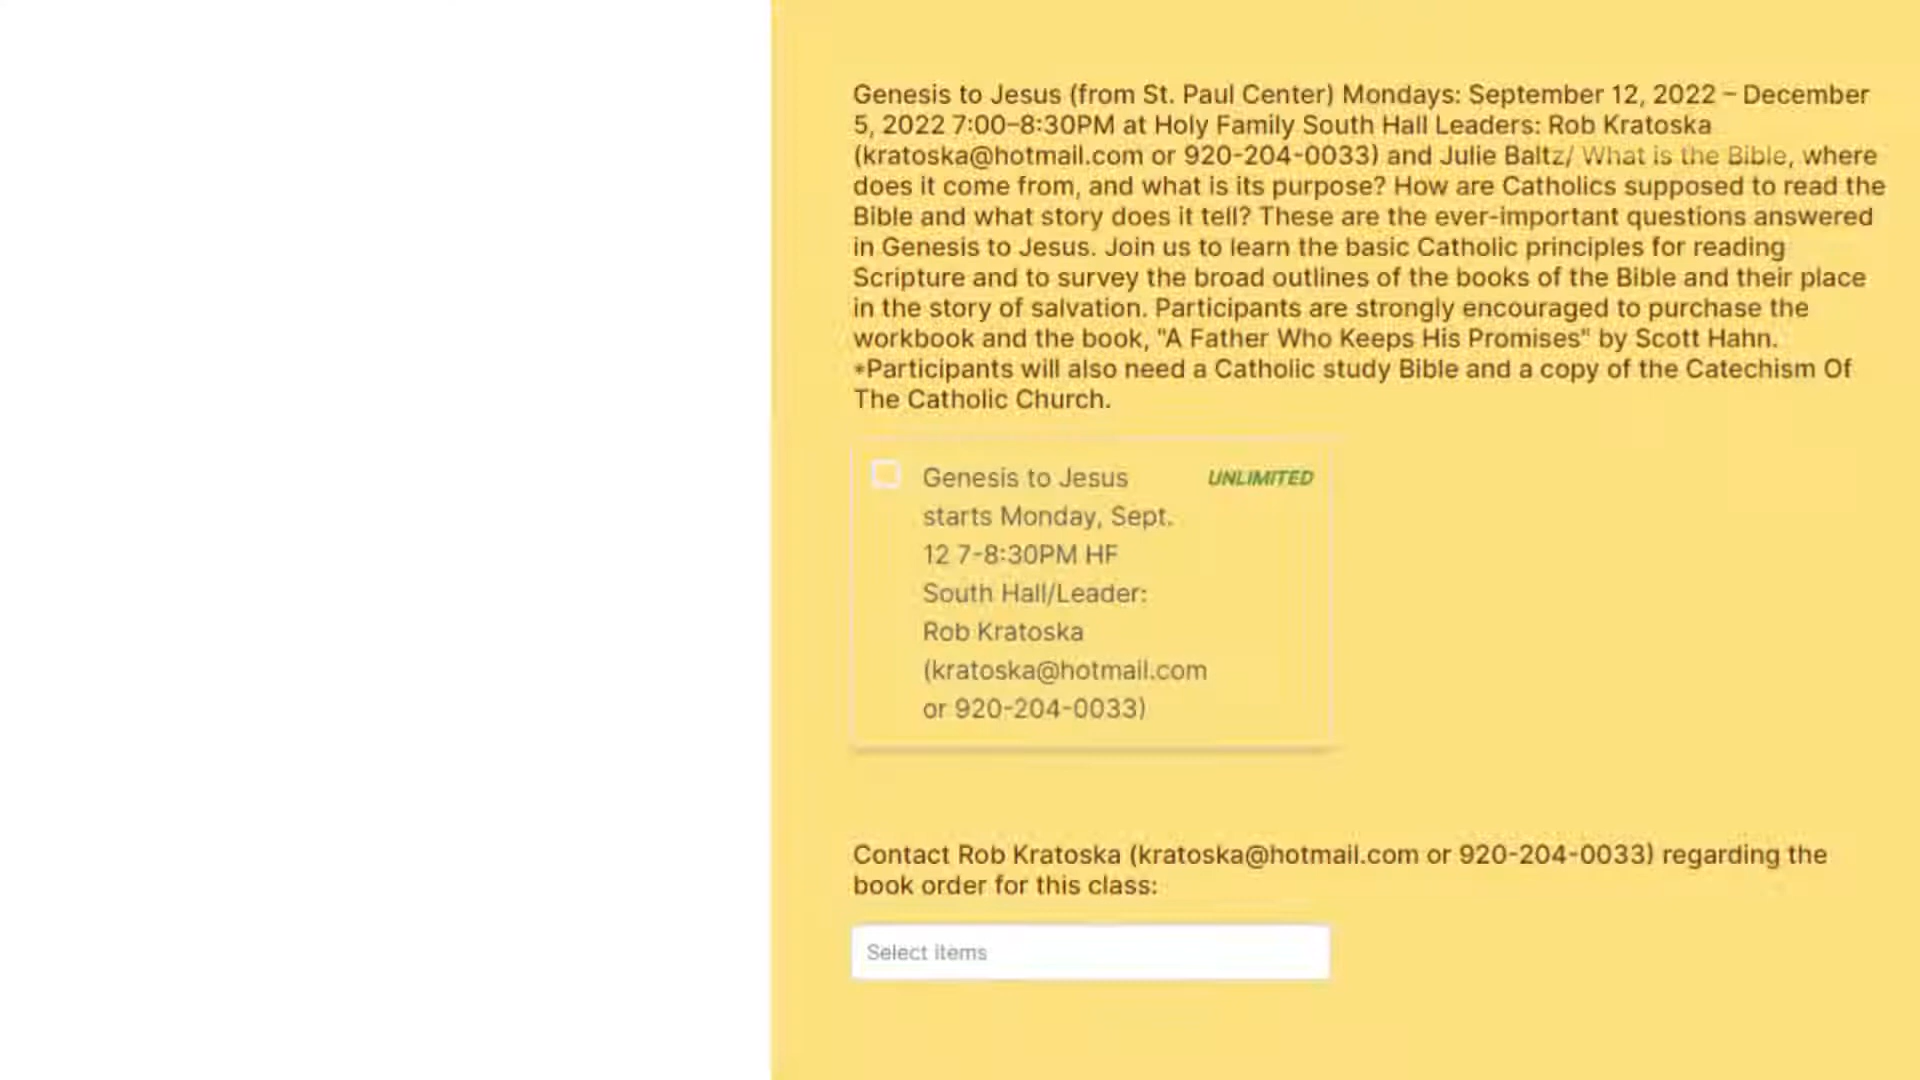 Genesis to Jesus (from St. Paul Center) Mondays: September 12, 2022 – December
5, 2022 7:00–8:30PM at Holy Family South Hall Leaders: Rob Kratoska
(kratoska@hotmail.com or 920-204-0033) and Julie Baltz/ What is the Bible, where
does it come from, and what is its purpose? How are Catholics supposed to read the
Bible and what story does it tell? These are the ever-important questions answered
in Genesis to Jesus. Join us to learn the basic Catholic principles for reading
Scripture and to survey the broad outlines of the books of the Bible and their place
in the story of salvation. Participants are strongly encouraged to purchase the
workbook and the book, "A Father Who Keeps His Promises" by Scott Hahn.
*Participants will also need a Catholic study Bible and a copy of the Catechism Of
The Catholic Church.
Genesis to Jesus UNLIMITED
starts Monday, Sept.
12 7-8:30PM HF
South Hall/Leader:
Rob Kratoska
(kratoska@hotmail.com
or 920-204-0033)
Contact Rob Kratoska (kratoska@hotmail.com or 920-204-0033) regarding the
book order for this class:
Select items